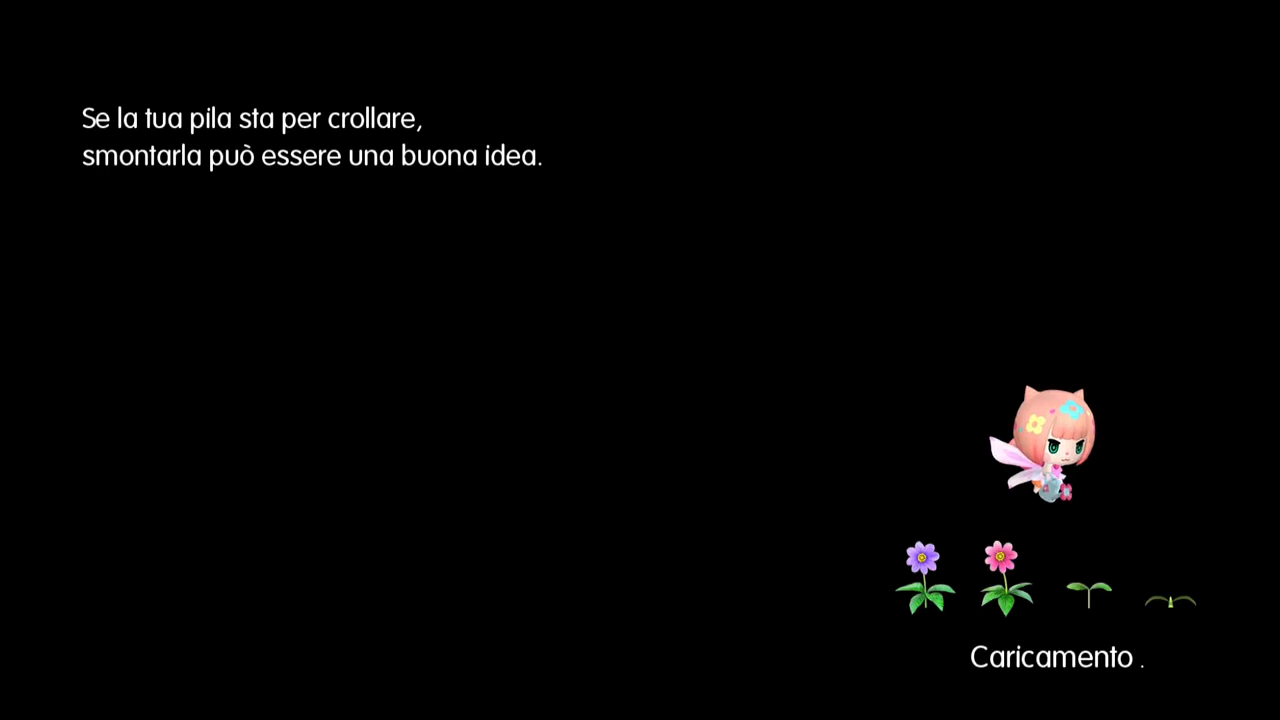 Se la tua pila sta per crollare,
smontarla può essere una buona idea.
Caricamento .